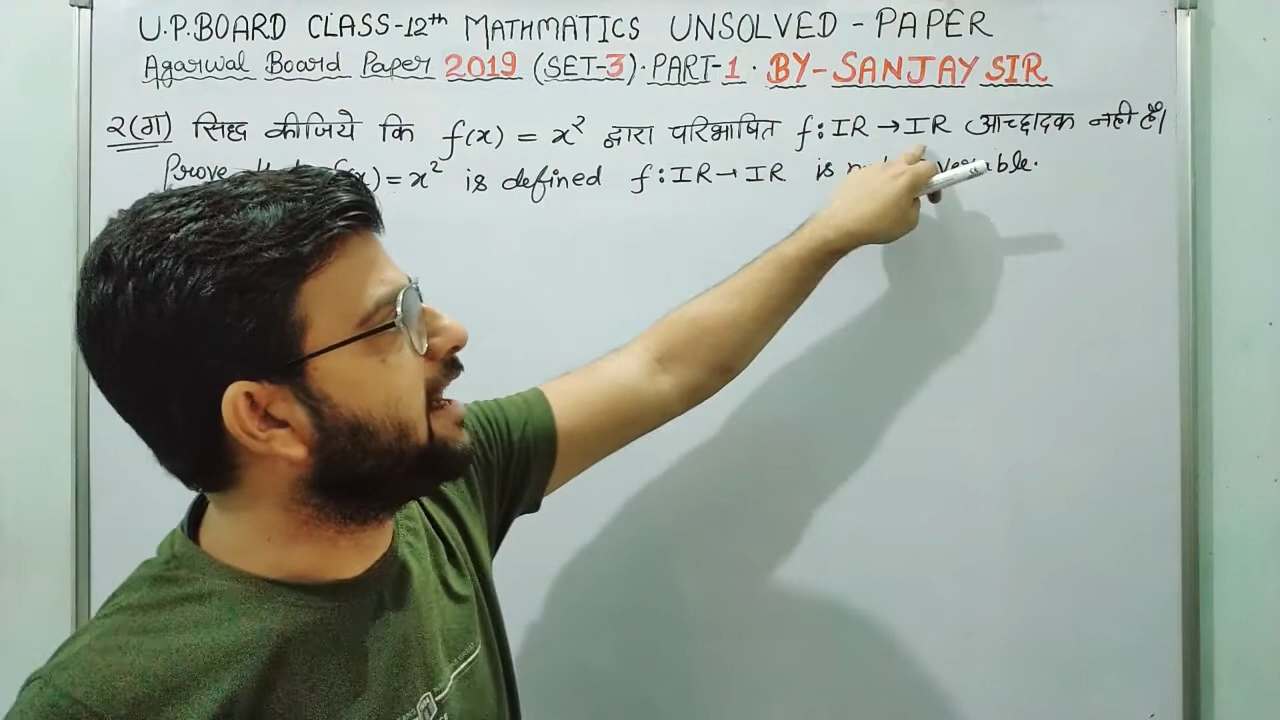 U.P.BOARD CLASS-12th MATHMATICS UNSOLVED - PAPER
Agarwal Board Paper 2019 (SET-3) · PART-1 · BY-SANJAY SIR
२(ग) सिद्ध कीजिये कि f(x) = x² द्वारा परिभाषित f:IR→IR आच्छादक नही हैं।
Prove (x) = x² is defined f:IR→IR is